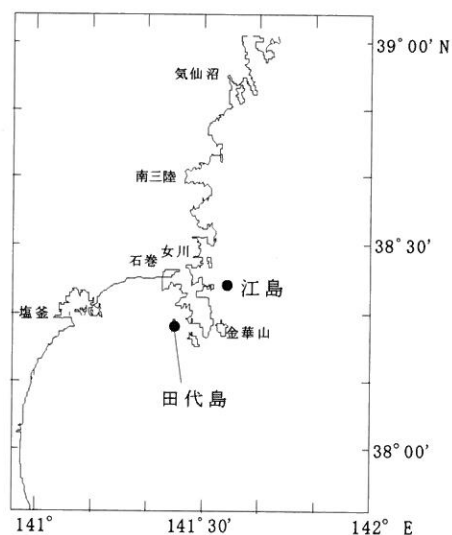 39°00'N
気仙沼
南三陸
38°30'
女川
石巻
江島
塩釜
金華山
田代島
38°00'
141°
141°30'
142° E